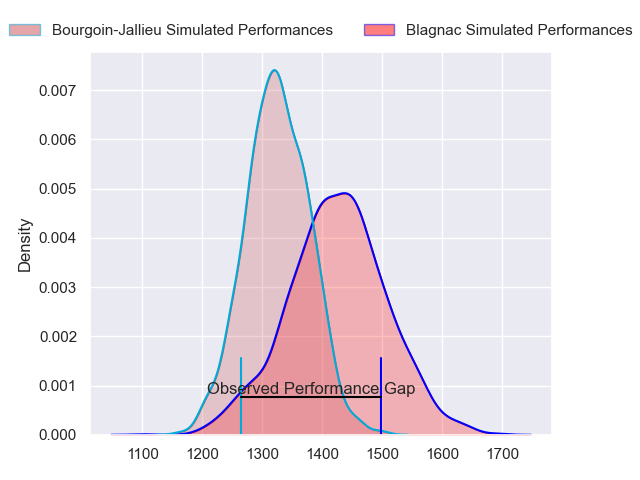 Bourgoin-Jallieu Simulated Performances
Blagnac Simulated Performances
0.007
0.006
0.005
0.004
0.003
0.002
0.001
0.000
Density
Observed Performance Gap
1100 1200 1300 1400 1500 1600 1700